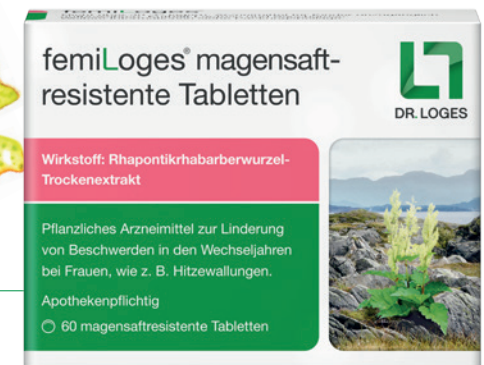 femiLoges® magensaft-
resistente Tabletten
DR. LOGES
Wirkstoff: Rhapontikrhabarberwurzel-
Trockenextrakt
Pflanzliches Arzneimittel zur Linderung
von Beschwerden in den Wechseljahren
bei Frauen, wie z. B. Hitzewallungen.
Apothekenpflichtig
60 magensaftresistente Tabletten